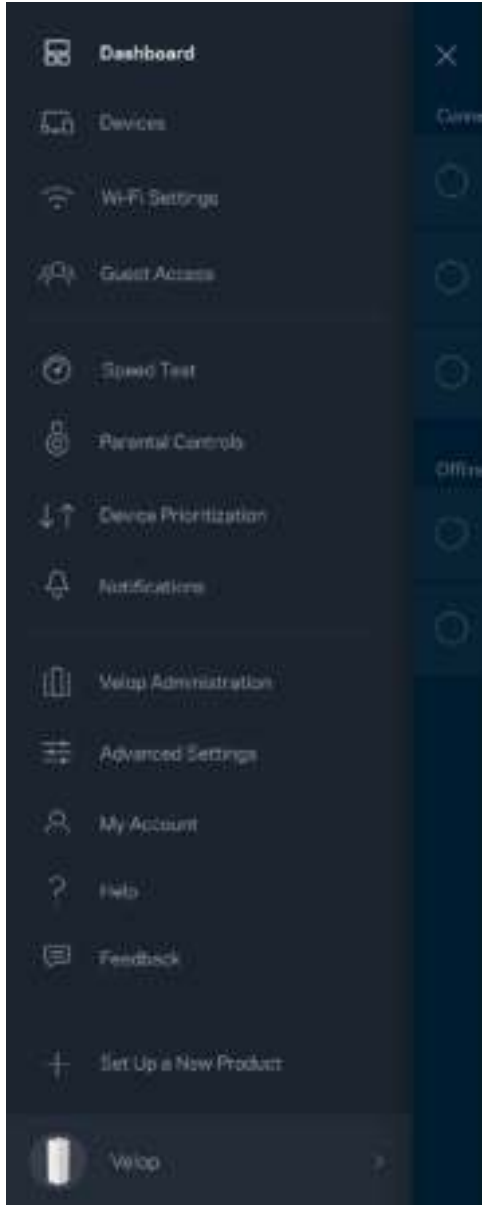 Dashboard
Devices
Wi-Fi Settings
Guest Access
Speed Test
Parental Controls
Device Prioritization
Notifications
Velop Administration
Advanced Settings
My Account
Help
Feedback
Set Up a New Product
Velop